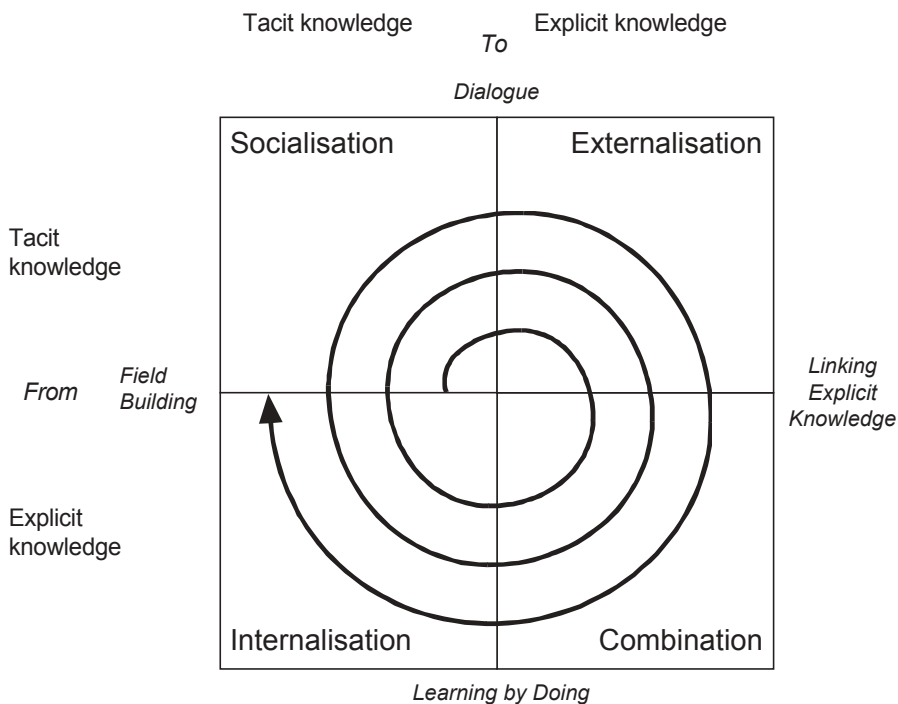 Tacit knowledge
To
Explicit knowledge
Dialogue
Socialisation
Externalisation
Tacit
knowledge
From
Field
Building
Linking
Explicit
Knowledge
Explicit
knowledge
Internalisation
Combination
Learning by Doing